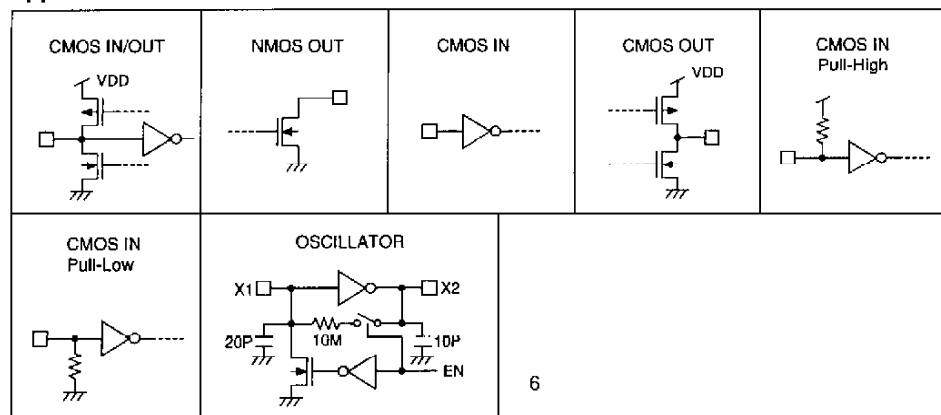 CMOS IN/OUT
NMOS OUT
CMOS IN
CMOS OUT
CMOS IN
Pull-High
VDD
VDD
CMOS IN
Pull-Low
OSCILLATOR
X1
X2
20P
10M
10P
EN
6